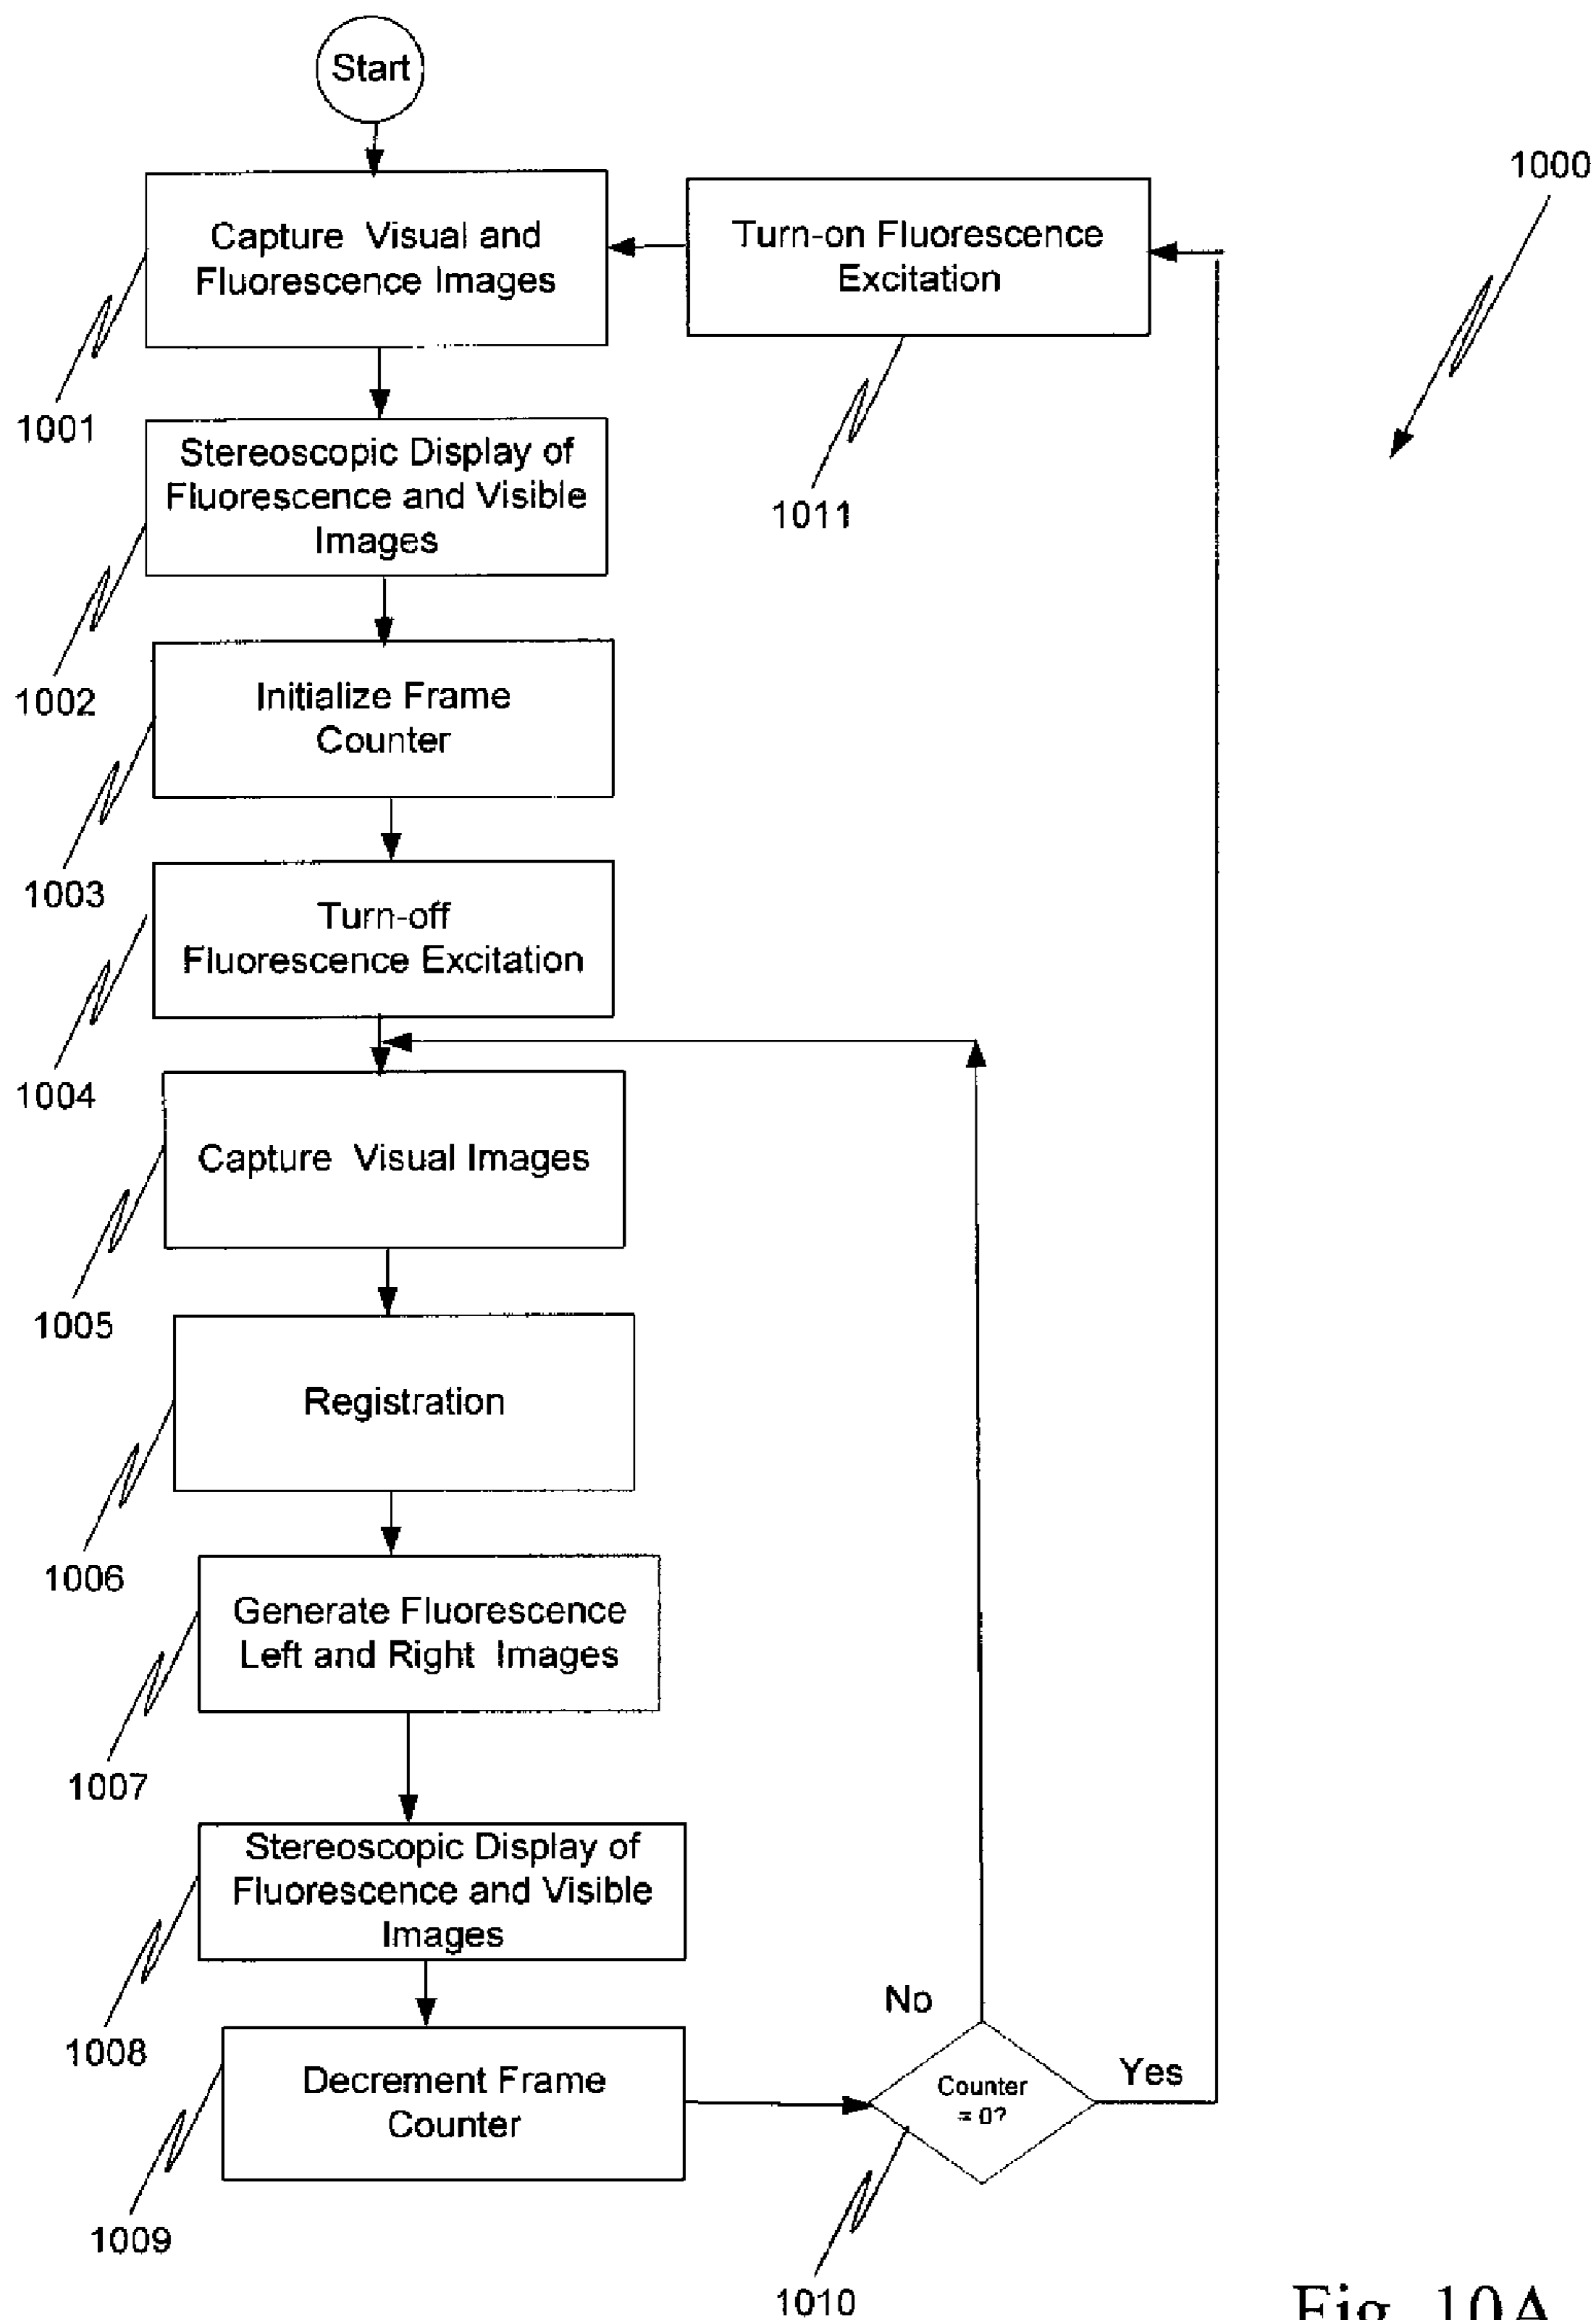 Start
1000
Capture Visual and
Fluorescence Images
Turn-on Fluorescence
Excitation
1001
1011
Stereoscopic Display of
Fluorescence and Visible
Images
1002
Initialize Frame
Counter
1003
Turn-off
Fluorescence Excitation
1004
Capture Visual Images
1005
Registration
1006
Generate Fluorescence
Left and Right Images
1007
Stereoscopic Display of
Fluorescence and Visible
Images
1008
No
Yes
Decrement Frame
Counter
Counter
= 0?
1009
1010
Fig. 10A